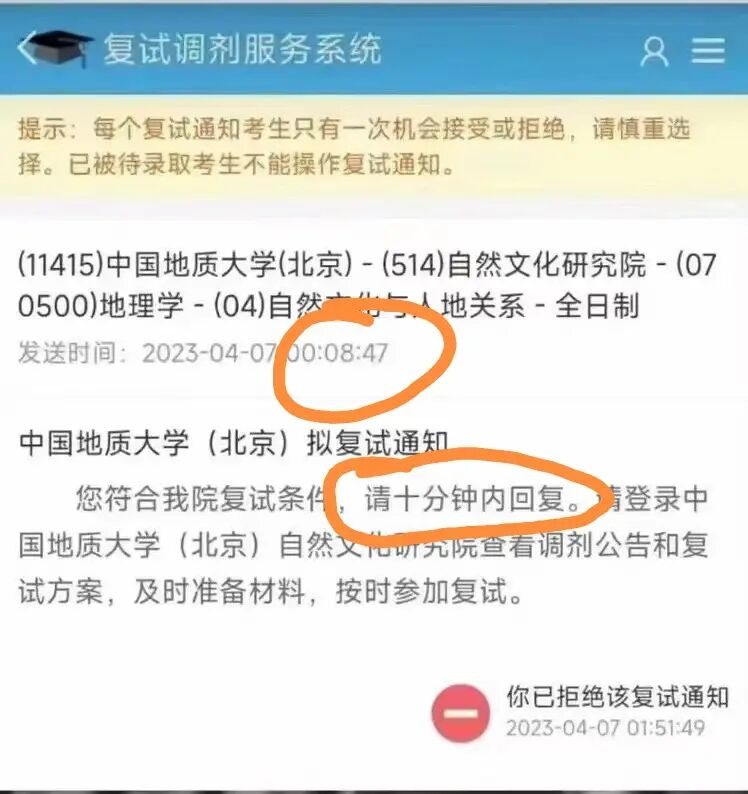 复试调剂服务系统
提示：每个复试通知考生只有一次机会接受或拒绝，请慎重选
择。已被待录取考生不能操作复试通知。
(11415)中国地质大学(北京) - (514)自然文化研究院 - (07
0500)地理学 - (04)自然文化与人地关系 - 全日制
发送时间：2023-04-07 00:08:47
中国地质大学（北京）拟复试通知
您符合我院复试条件，请十分钟内回复。请登录中
国地质大学（北京）自然文化研究院查看调剂公告和复
试方案，及时准备材料，按时参加复试。
你已拒绝该复试通知
2023-04-07 01:51:49